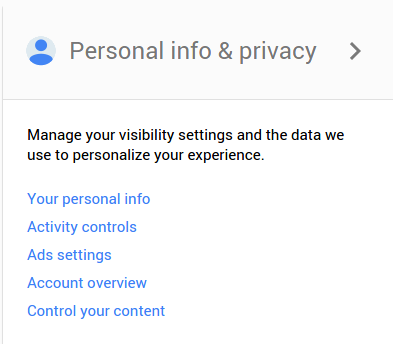 Personal info & privacy
Manage your visibility settings and the data we
use to personalize your experience.
Your personal info
Activity controls
Ads settings
Account overview
Control your content